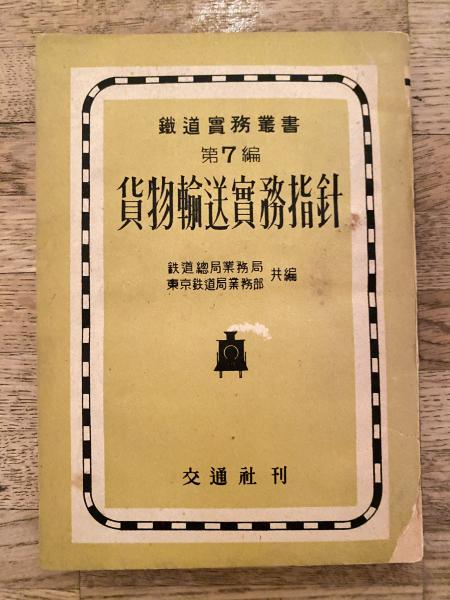 鐵道實務叢書
第7編
貨物輸送實務指針
鉄道總局業務局
東京鉄道局業務部 共編
交通社刊